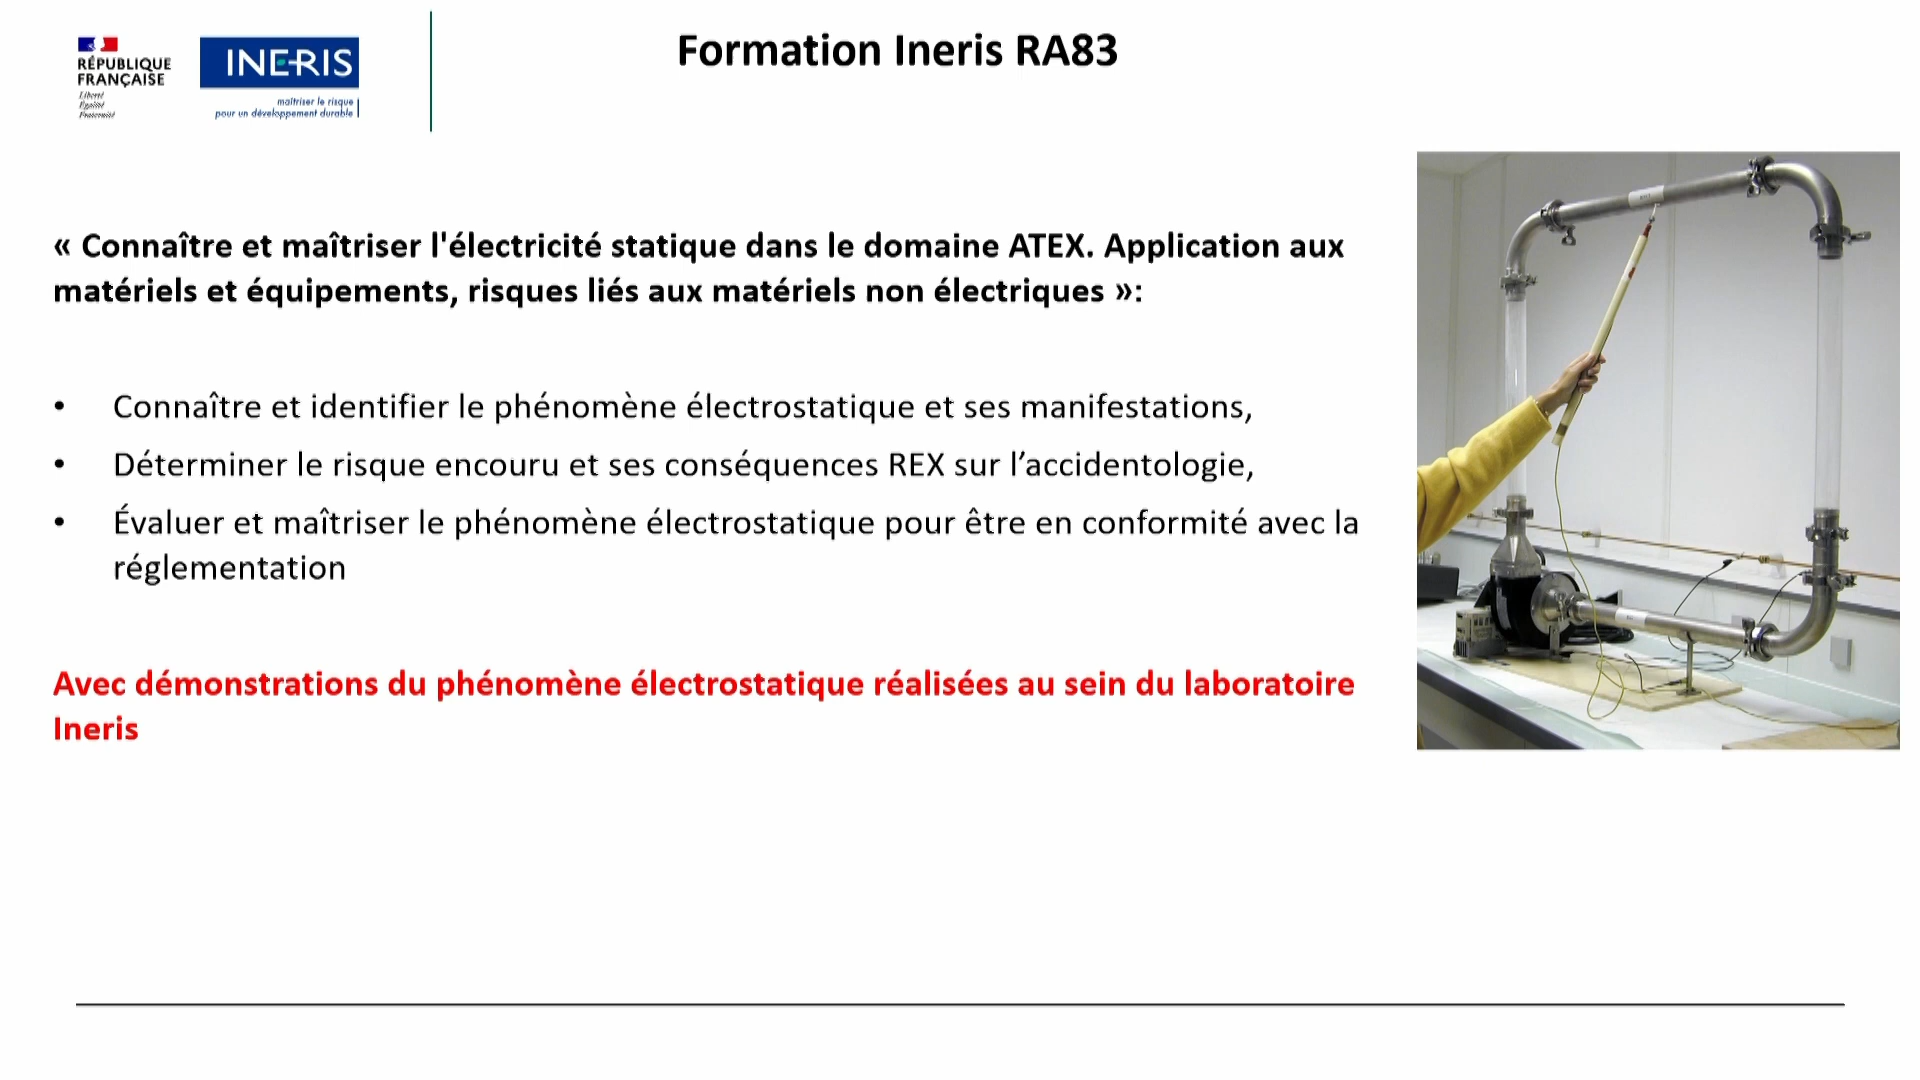 RÉPUBLIQUE
FRANÇAISE
Liberté
Égalité
Fraternité
INERIS
maîtriser le risque
pour un développement durable
Formation Ineris RA83
« Connaître et maîtriser l'électricité statique dans le domaine ATEX. Application aux
matériels et équipements, risques liés aux matériels non électriques »:
• Connaître et identifier le phénomène électrostatique et ses manifestations,
• Déterminer le risque encouru et ses conséquences REX sur l’accidentologie,
• Évaluer et maîtriser le phénomène électrostatique pour être en conformité avec la
réglementation
Avec démonstrations du phénomène électrostatique réalisées au sein du laboratoire
Ineris